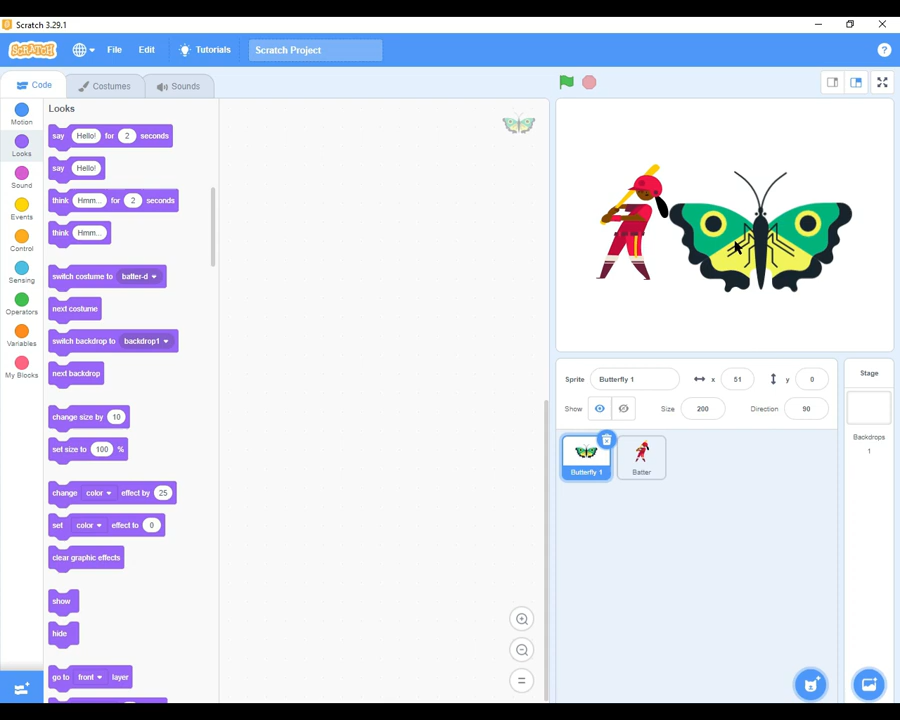 Scratch 3.29.1
SCRATCH
File
Edit
Tutorials
Scratch Project
?
Code
Costumes
Sounds
Motion
Looks
Sound
Events
Control
Sensing
Operators
Variables
My Blocks
Looks
say Hello! for 2 seconds
say Hello!
think Hmm... for 2 seconds
think Hmm...
switch costume to batter-d
next costume
switch backdrop to backdrop1
next backdrop
change size by 10
set size to 100 %
change color effect by 25
set color effect to 0
clear graphic effects
show
hide
go to front layer
Sprite Butterfly 1 x 51 y 0
Show Size 200 Direction 90
Butterfly 1
Batter
Stage
Backdrops
1